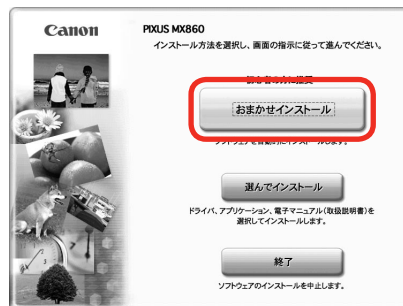 Canon
PIXUS MX860
インストール方法を選択し、画面の指示に従って進んでください。
おまかせインストール
ソフトウェアを自動的にインストールします。
選んでインストール
ドライバ、アプリケーション、電子マニュアル(取扱説明書)を
選択してインストールします。
終了
ソフトウェアのインストールを中止します。